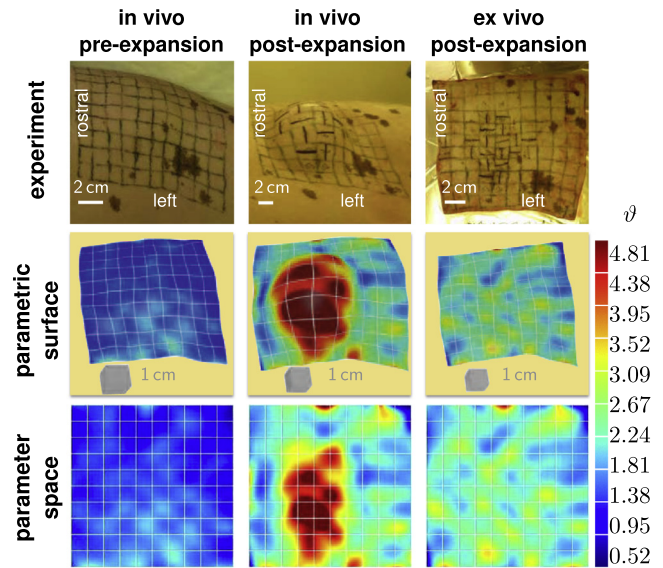 in vivo
pre-expansion
in vivo
post-expansion
ex vivo
post-expansion
experiment
rostral
2 cm
left
rostral
2 cm
left
rostral
2 cm
ϑ
4.81
4.38
3.95
3.52
3.09
2.67
2.24
1.81
1.38
0.95
0.52
parametric
surface
1 cm
1 cm
1 cm
parameter
space